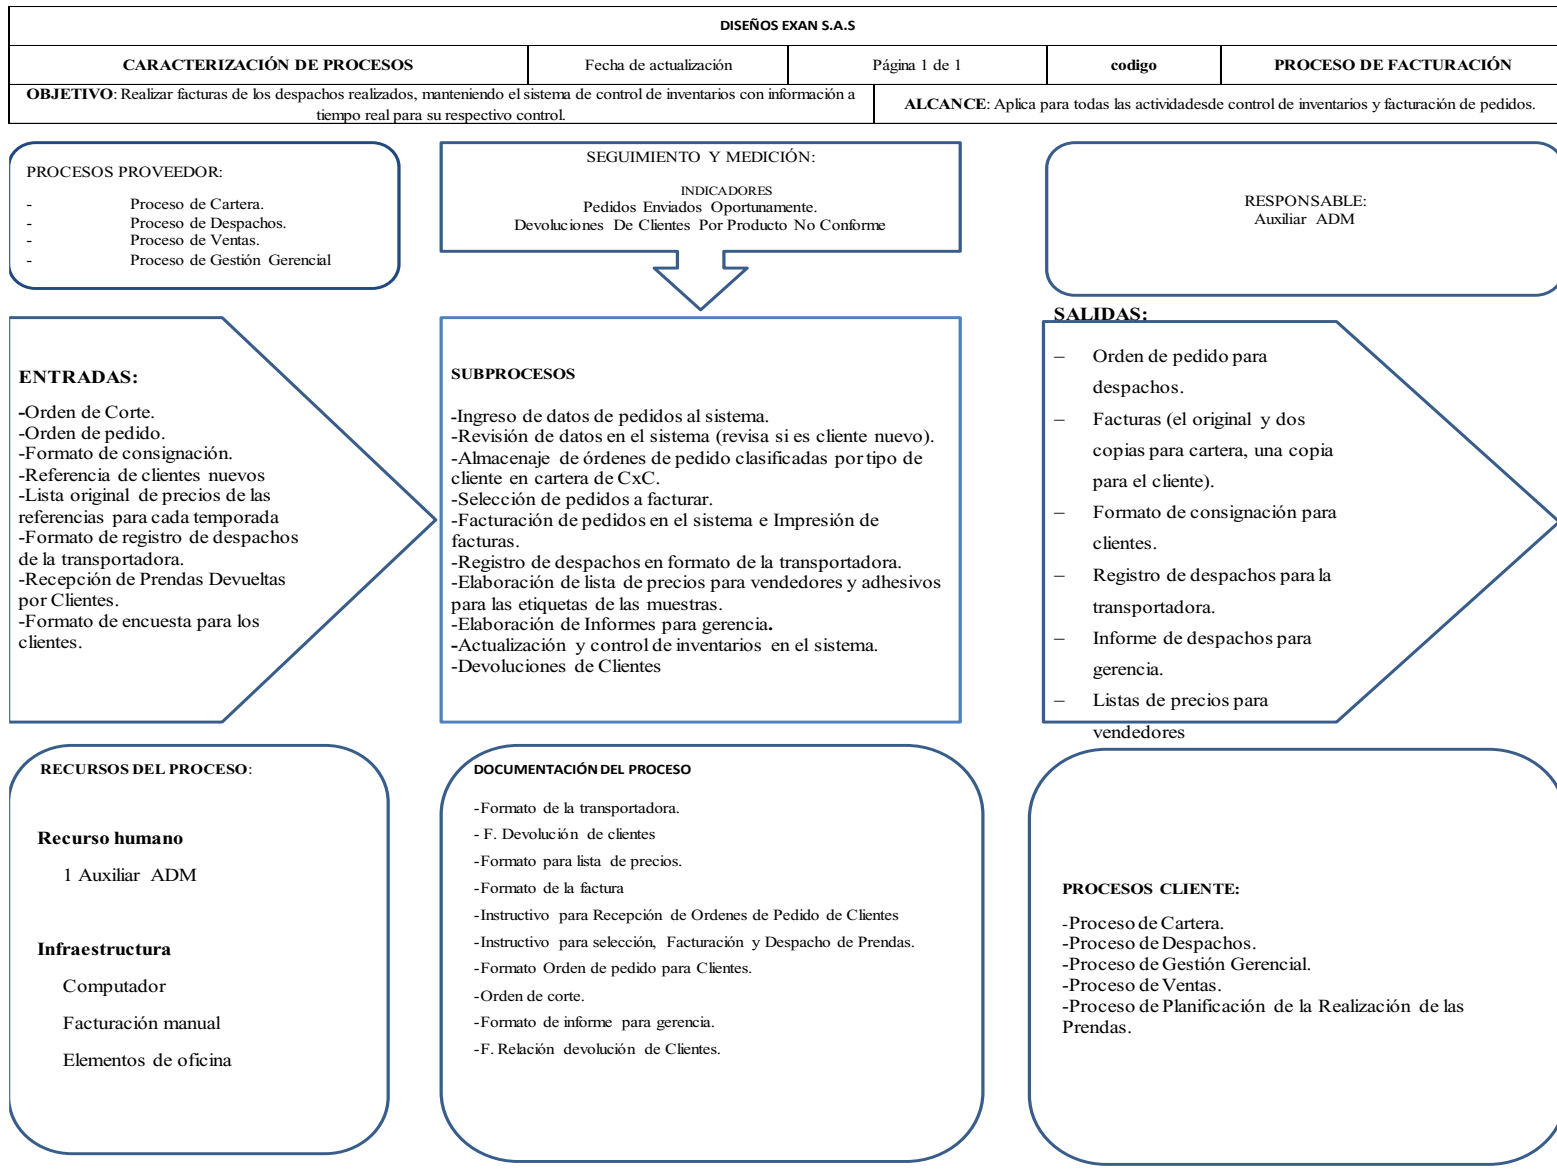 DISEÑOS EXAN S.A.S
CARACTERIZACIÓN DE PROCESOS
Fecha de actualización
Página 1 de 1
codigo
PROCESO DE FACTURACIÓN
OBJETIVO: Realizar facturas de los despachos realizados, manteniendo el sistema de control de inventarios con información a
tiempo real para su respectivo control.
ALCANCE: Aplica para todas las actividadesde control de inventarios y facturación de pedidos.
PROCESOS PROVEEDOR:
- Proceso de Cartera.
- Proceso de Despachos.
- Proceso de Ventas.
- Proceso de Gestión Gerencial
SEGUIMIENTO Y MEDICIÓN:
INDICADORES
Pedidos Enviados Oportunamente.
Devoluciones De Clientes Por Producto No Conforme
RESPONSABLE:
Auxiliar ADM
ENTRADAS:
-Orden de Corte.
-Orden de pedido.
-Formato de consignación.
-Referencia de clientes nuevos
-Lista original de precios de las
referencias para cada temporada
-Formato de registro de despachos
de la transportadora.
-Recepción de Prendas Devueltas
por Clientes.
-Formato de encuesta para los
clientes.
SUBPROCESOS
-Ingreso de datos de pedidos al sistema.
-Revisión de datos en el sistema (revisa si es cliente nuevo).
-Almacenaje de órdenes de pedido clasificadas por tipo de
cliente en cartera de CxC.
-Selección de pedidos a facturar.
-Facturación de pedidos en el sistema e Impresión de
facturas.
-Registro de despachos en formato de la transportadora.
-Elaboración de lista de precios para vendedores y adhesivos
para las etiquetas de las muestras.
-Elaboración de Informes para gerencia.
-Actualización y control de inventarios en el sistema.
-Devoluciones de Clientes
SALIDAS:
– Orden de pedido para
despachos.
– Facturas (el original y dos
copias para cartera, una copia
para el cliente).
– Formato de consignación para
clientes.
– Registro de despachos para la
transportadora.
– Informe de despachos para
gerencia.
– Listas de precios para
vendedores
RECURSOS DEL PROCESO:
Recurso humano
1 Auxiliar ADM
Infraestructura
Computador
Facturación manual
Elementos de oficina
DOCUMENTACIÓN DEL PROCESO
-Formato de la transportadora.
- F. Devolución de clientes
-Formato para lista de precios.
-Formato de la factura
-Instructivo para Recepción de Ordenes de Pedido de Clientes
-Instructivo para selección, Facturación y Despacho de Prendas.
-Formato Orden de pedido para Clientes.
-Orden de corte.
-Formato de informe para gerencia.
-F. Relación devolución de Clientes.
PROCESOS CLIENTE:
-Proceso de Cartera.
-Proceso de Despachos.
-Proceso de Gestión Gerencial.
-Proceso de Ventas.
-Proceso de Planificación de la Realización de las
Prendas.